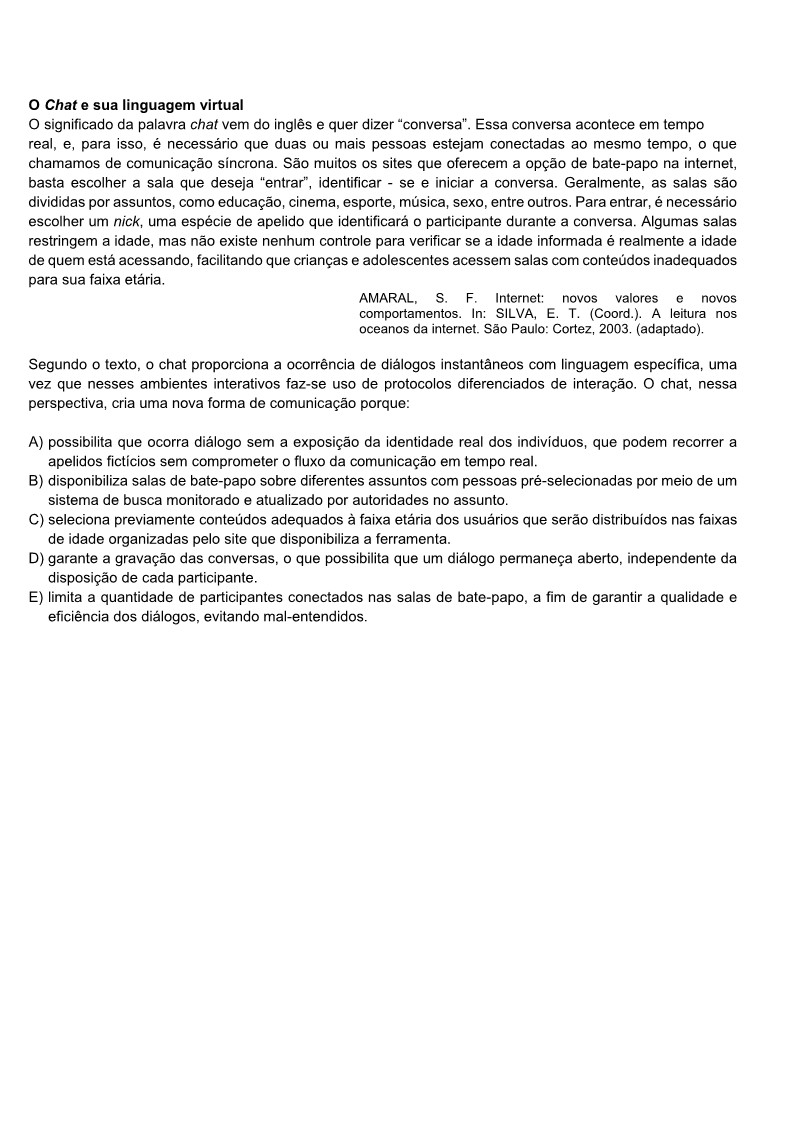 O Chat e sua linguagem virtual
O significado da palavra chat vem do inglês e quer dizer “conversa”. Essa conversa acontece em tempo
real, e, para isso, é necessário que duas ou mais pessoas estejam conectadas ao mesmo tempo, o que
chamamos de comunicação síncrona. São muitos os sites que oferecem a opção de bate-papo na internet,
basta escolher a sala que deseja “entrar”, identificar - se e iniciar a conversa. Geralmente, as salas são
divididas por assuntos, como educação, cinema, esporte, música, sexo, entre outros. Para entrar, é necessário
escolher um nick, uma espécie de apelido que identificará o participante durante a conversa. Algumas salas
restringem a idade, mas não existe nenhum controle para verificar se a idade informada é realmente a idade
de quem está acessando, facilitando que crianças e adolescentes acessem salas com conteúdos inadequados
para sua faixa etária.
AMARAL, S. F. Internet: novos valores e novos
comportamentos. In: SILVA, E. T. (Coord.). A leitura nos
oceanos da internet. São Paulo: Cortez, 2003. (adaptado).
Segundo o texto, o chat proporciona a ocorrência de diálogos instantâneos com linguagem específica, uma
vez que nesses ambientes interativos faz-se uso de protocolos diferenciados de interação. O chat, nessa
perspectiva, cria uma nova forma de comunicação porque:
A) possibilita que ocorra diálogo sem a exposição da identidade real dos indivíduos, que podem recorrer a
apelidos fictícios sem comprometer o fluxo da comunicação em tempo real.
B) disponibiliza salas de bate-papo sobre diferentes assuntos com pessoas pré-selecionadas por meio de um
sistema de busca monitorado e atualizado por autoridades no assunto.
C) seleciona previamente conteúdos adequados à faixa etária dos usuários que serão distribuídos nas faixas
de idade organizadas pelo site que disponibiliza a ferramenta.
D) garante a gravação das conversas, o que possibilita que um diálogo permaneça aberto, independente da
disposição de cada participante.
E) limita a quantidade de participantes conectados nas salas de bate-papo, a fim de garantir a qualidade e
eficiência dos diálogos, evitando mal-entendidos.